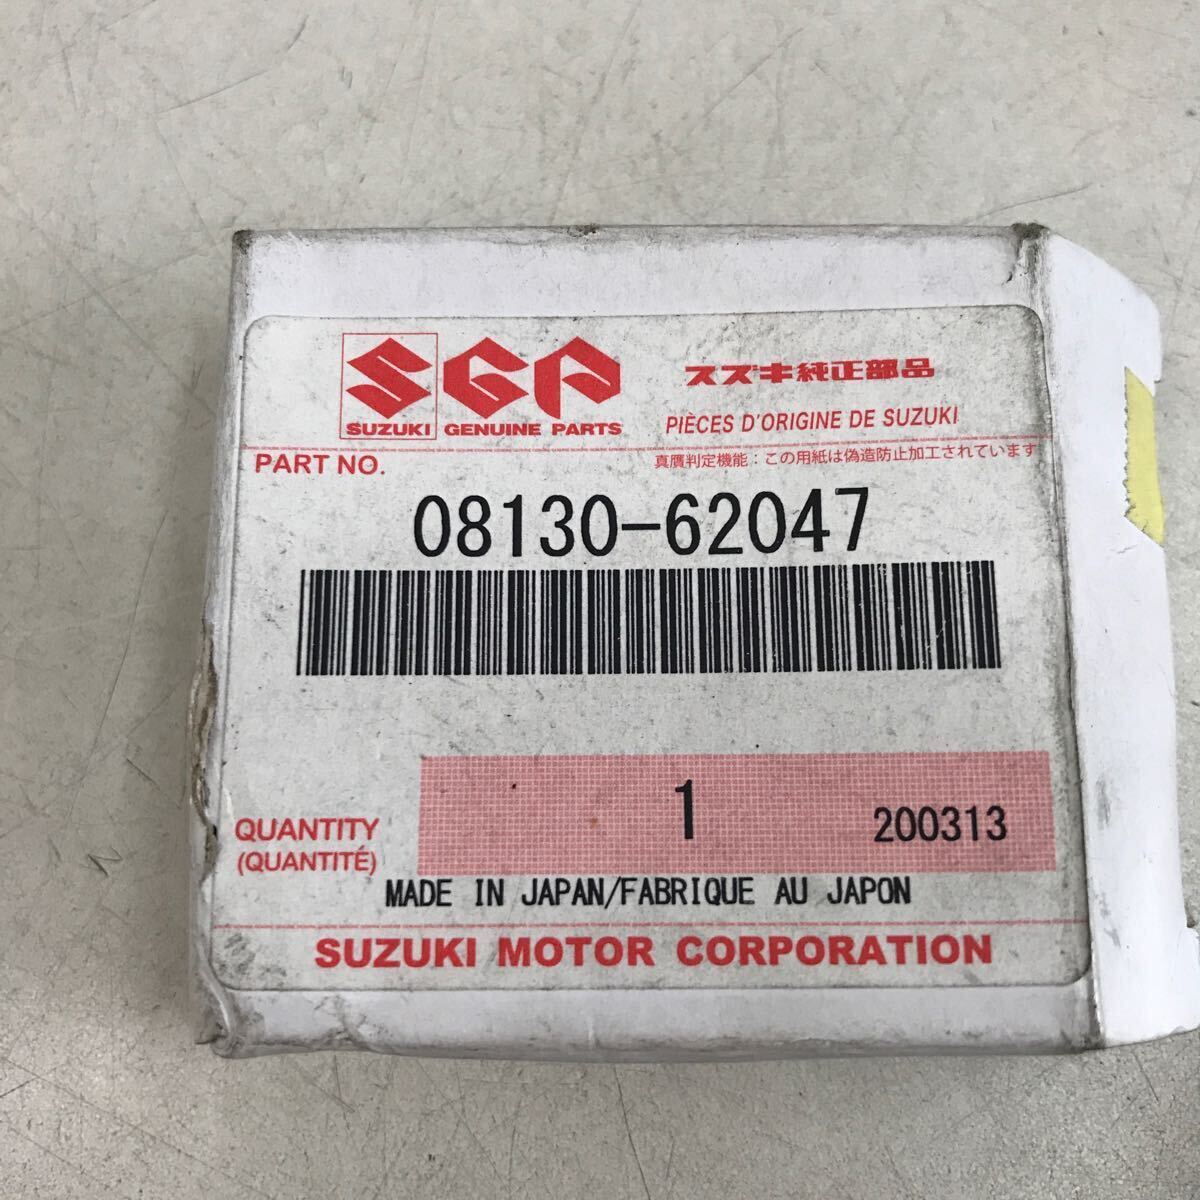 SGP
SUZUKI GENUINE PARTS
スズキ純正部品
PIÈCES D'ORIGINE DE SUZUKI
PART NO.
真贋判定機能：この用紙は偽造防止加工されています
08130-62047
1
200313
QUANTITY
(QUANTITÉ)
MADE IN JAPAN/FABRIQUE AU JAPON
SUZUKI MOTOR CORPORATION